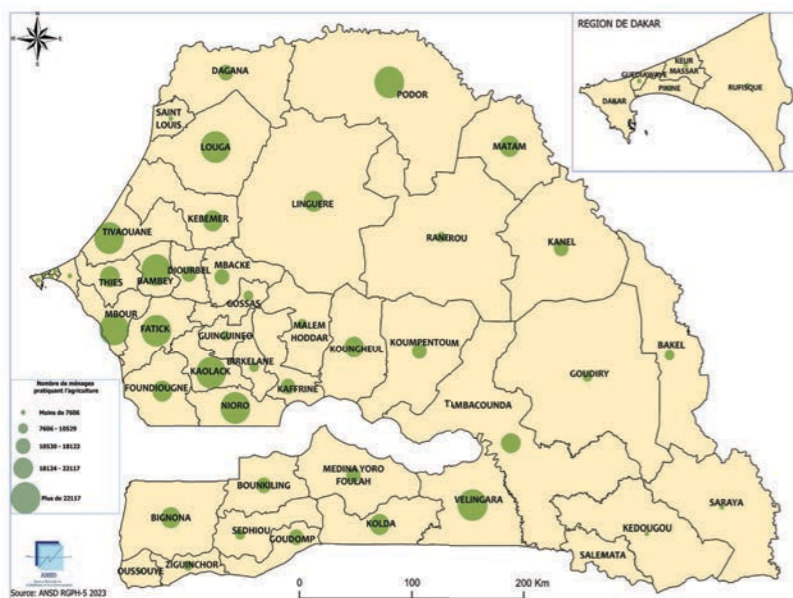 N
E
S
REGION DE DAKAR
KEUR
MASSAR
GUEDIAWAYE
RUFISQUE
DAKAR
PIKINE
DAGANA
PODOR
SAINT
LOUIS
LOUGA
MATAM
LINGUERE
KEBEMER
RANEROU
KANEL
TIVAOUANE
MBACKE
THIES
BAMBEY
DIOURBEL
GOSSAS
MBOUR
FATICK
MALEM
HODDAR
GUINGUINEO
KOUNGHEUL
KOUMPENTOUM
BAKEL
BIRKELANE
KAOLACK
GOUDIRY
FOUNDIOUGNE
KAFFRINE
NIORO
TAMBACOUNDA
MEDINA YORO
FOULAH
BOUNKILING
VELINGARA
SARAYA
BIGNONA
KOLDA
SEDHIOU
GOUDOMP
KEDOUGOU
SALEMATA
OUSSOUYE
ZIGUINCHOR
Nombre de ménages
pratiquant l'agriculture
Moins de 7606
7606 - 10529
10530 - 18123
18124 - 22117
Plus de 22117
ANSD
Source: ANSD RGPH-5 2023
0 100 200 Km